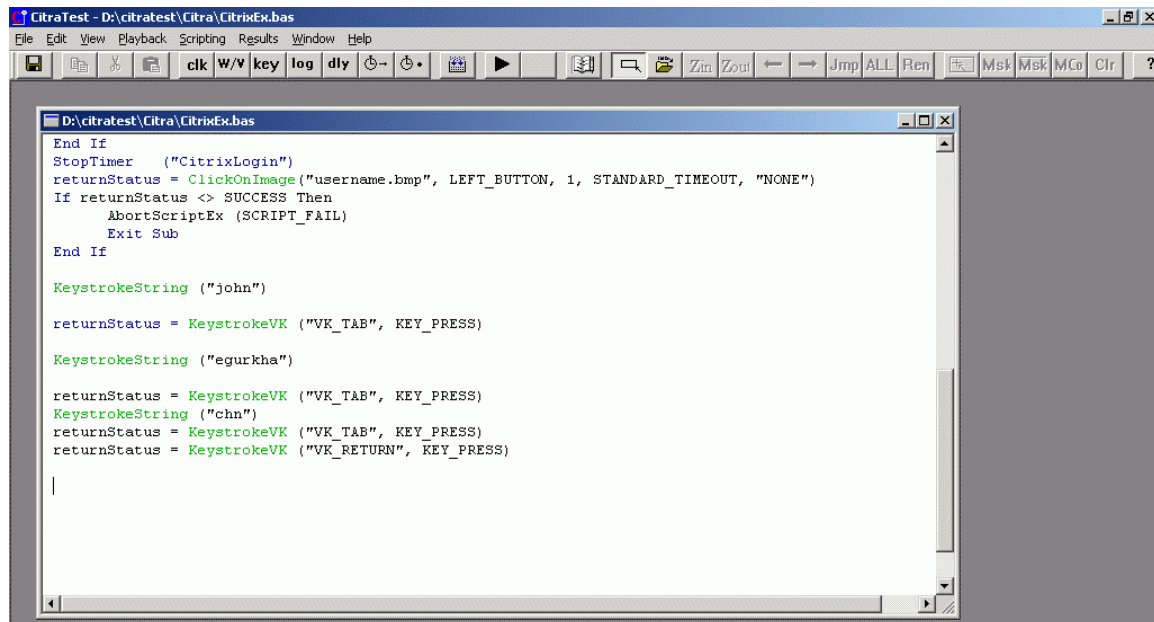 CitraTest - D:\citratest\Citra\CitrixEx.bas
File Edit View Playback Scripting Results Window Help
clk W/V key log dly Zin Zout Jmp ALL Ren Msk Msk MCo Clr ?
D:\citratest\Citra\CitrixEx.bas
End If
StopTimer ("CitrixLogin")
returnStatus = ClickOnImage("username.bmp", LEFT_BUTTON, 1, STANDARD_TIMEOUT, "NONE")
If returnStatus <> SUCCESS Then
AbortScriptEx (SCRIPT_FAIL)
Exit Sub
End If
KeystrokeString ("john")
returnStatus = KeystrokeVK ("VK_TAB", KEY_PRESS)
KeystrokeString ("egurkha")
returnStatus = KeystrokeVK ("VK_TAB", KEY_PRESS)
KeystrokeString ("chn")
returnStatus = KeystrokeVK ("VK_TAB", KEY_PRESS)
returnStatus = KeystrokeVK ("VK_RETURN", KEY_PRESS)